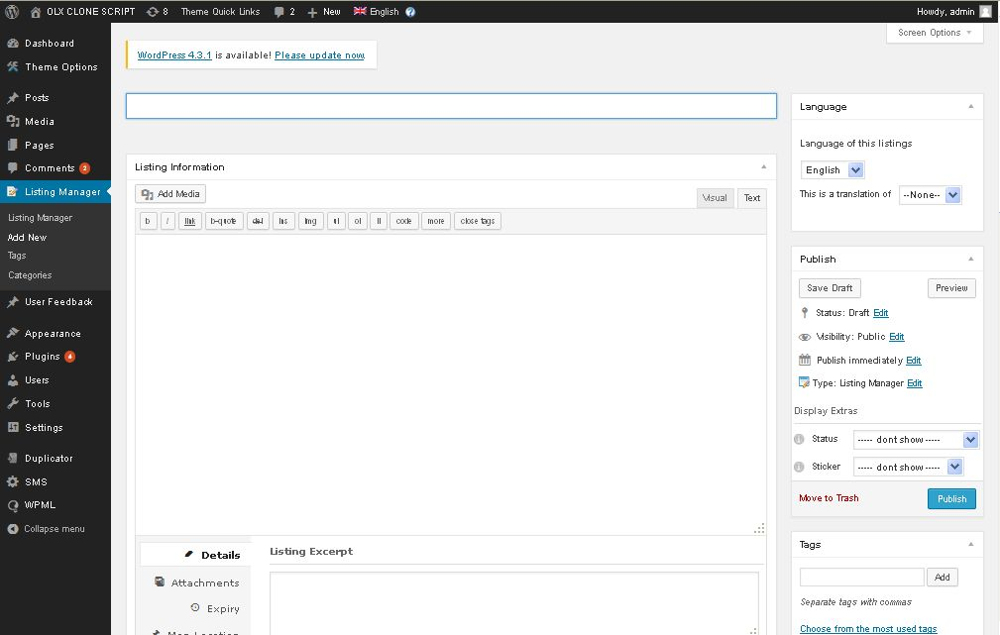 OLX CLONE SCRIPT 8 Theme Quick Links 2 New English Howdy, admin
Screen Options
Dashboard
Theme Options
Posts
Media
Pages
Comments 2
Listing Manager
Listing Manager
Add New
Tags
Categories
User Feedback
Appearance
Plugins 4
Users
Tools
Settings
Duplicator
SMS
WPML
Collapse menu
WordPress 4.3.1 is available! Please update now.
Listing Information
Add Media
Visual Text
b i link b-quote del ins img ul ol li code more close tags
Details
Attachments
Expiry
Map Location
Listing Excerpt
Language
Language of this listings
English
This is a translation of --None--
Publish
Save Draft Preview
Status: Draft Edit
Visibility: Public Edit
Publish immediately Edit
Type: Listing Manager Edit
Display Extras
Status ----- dont show -----
Sticker ----- dont show -----
Move to Trash Publish
Tags
Add
Separate tags with commas
Choose from the most used tags